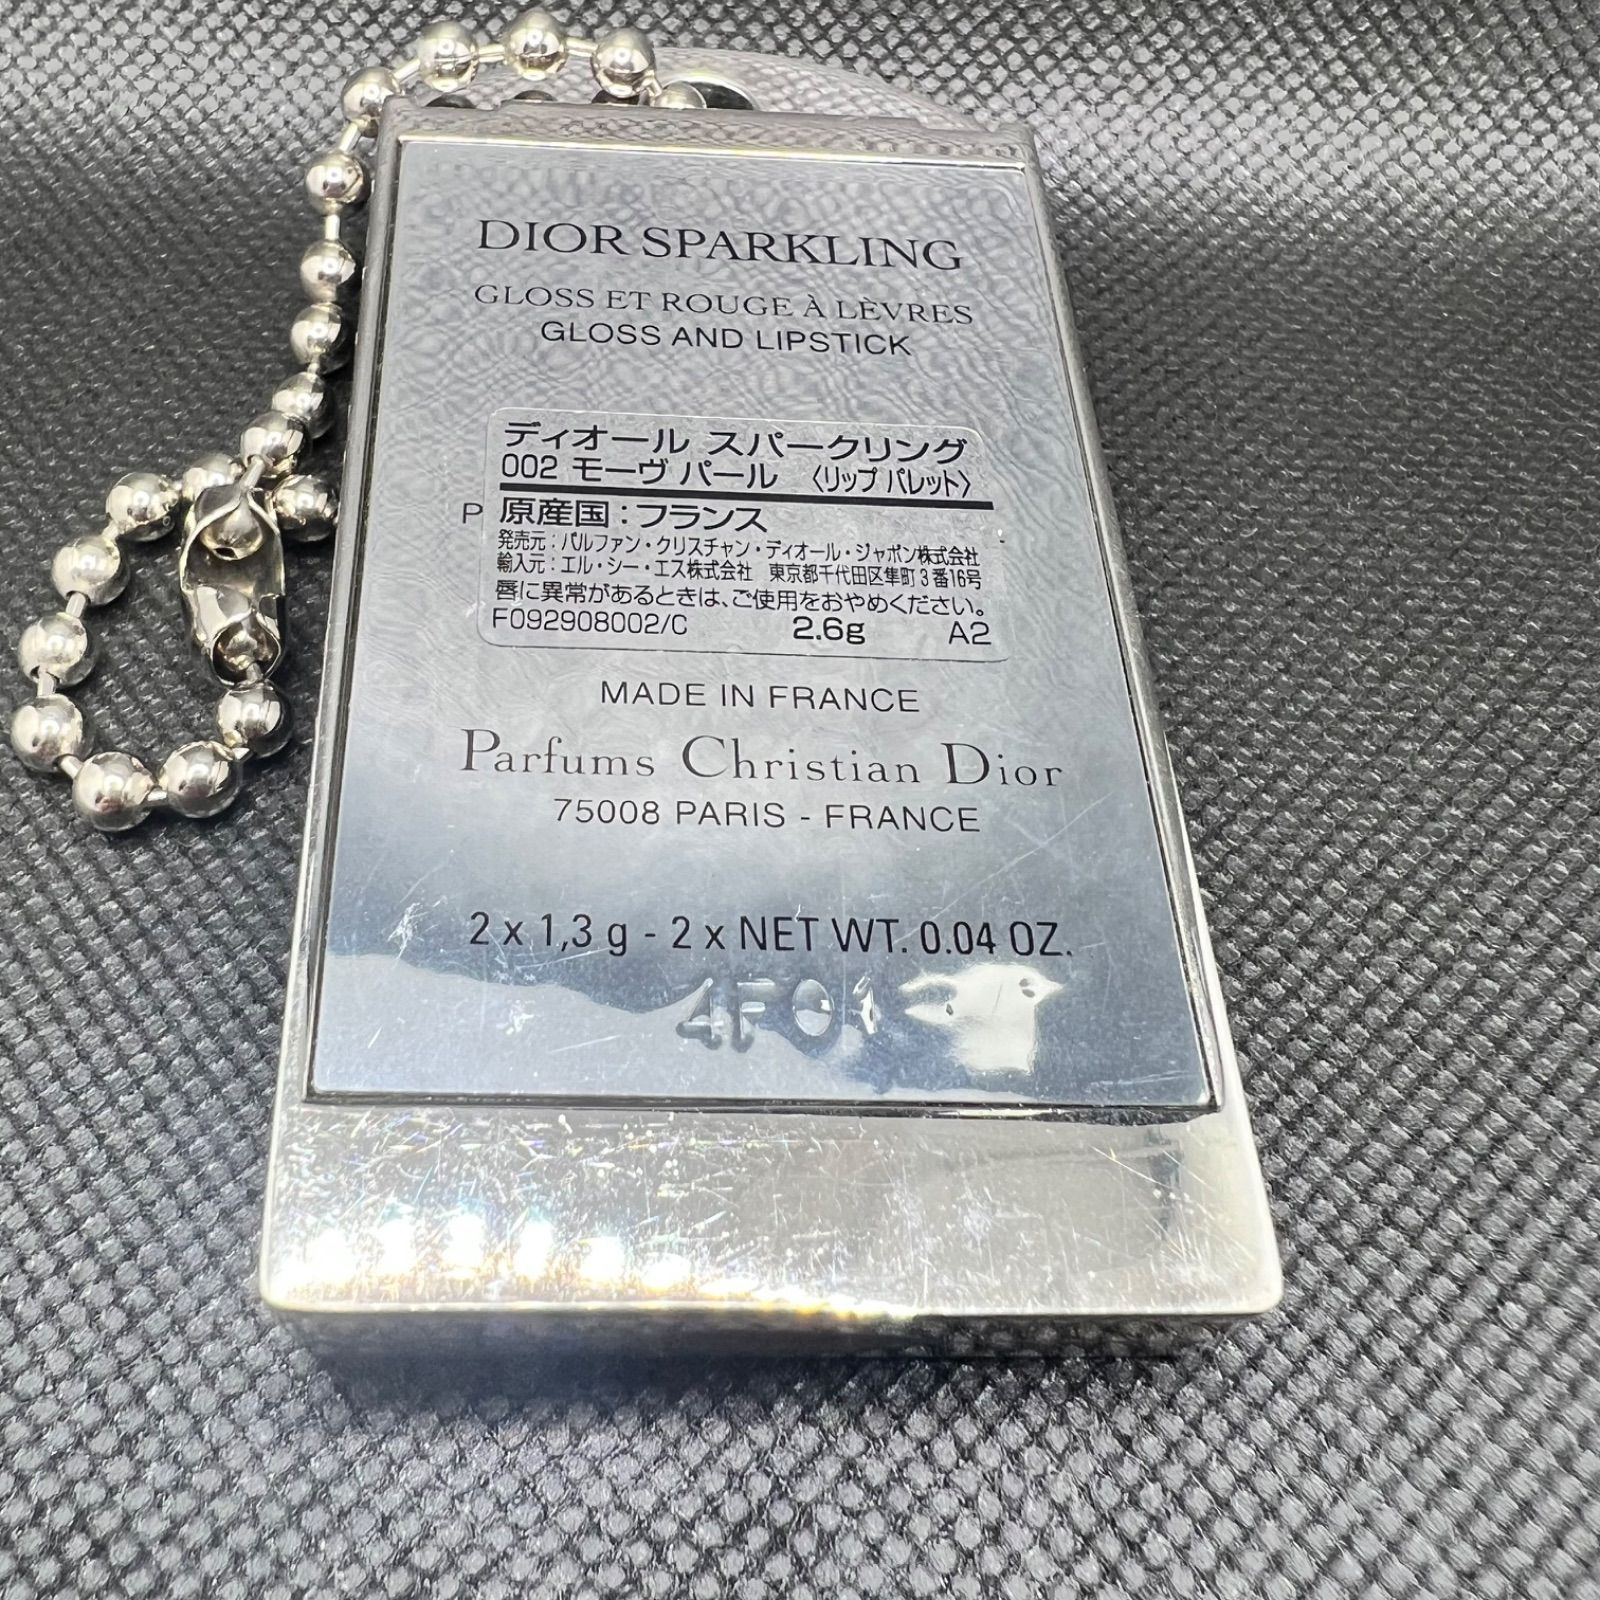 DIOR SPARKLING
GLOSS ET ROUGE À LÈVRES
GLOSS AND LIPSTICK
ディオール スパークリング
002 モーヴ パール 〈リップ パレット〉
P
原産国：フランス
発売元：パルファン・クリスチャン・ディオール・ジャポン株式会社
輸入元：エル・シー・エス株式会社 東京都千代田区隼町3番16号
唇に異常があるときは、ご使用をおやめください。
F092908002/C 2.6g A2
MADE IN FRANCE
Parfums Christian Dior
75008 PARIS - FRANCE
2 x 1,3 g - 2 x NET WT. 0.04 OZ.
4F01